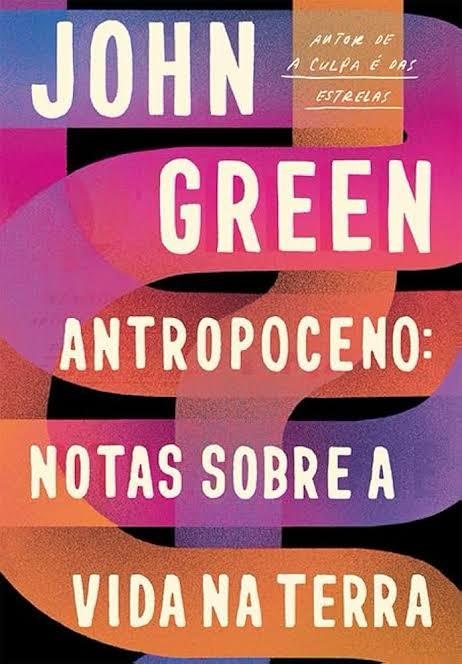 JOHN
AUTOR DE
A CULPA É DAS
ESTRELAS
GREEN
ANTROPOCENO:
NOTAS SOBRE A
VIDA NA TERRA